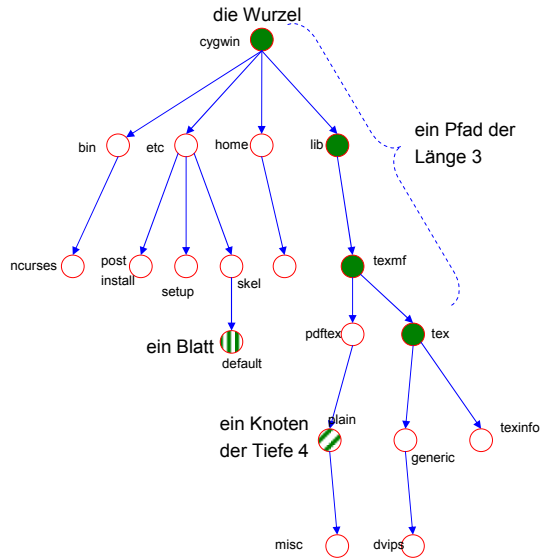 die Wurzel
cygwin
ein Pfad der
Länge 3
bin
etc
home
lib
ncurses
post
install
setup
skel
texmf
ein Blatt
default
pdftex
tex
ein Knoten
der Tiefe 4
plain
generic
texinfo
misc
dvips